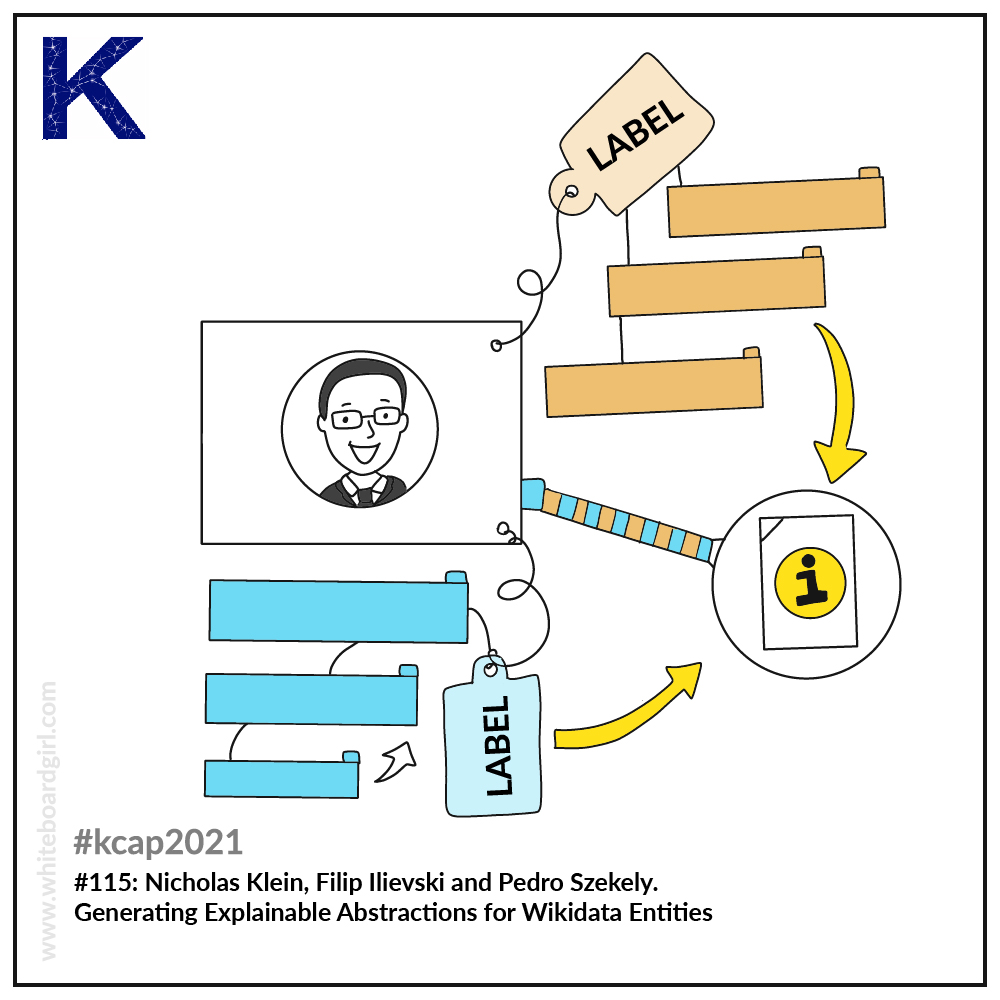 K
LABEL
i
LABEL
www.whiteboardgirl.com
#kcap2021
#115: Nicholas Klein, Filip Ilievski and Pedro Szekely.
Generating Explainable Abstractions for Wikidata Entities